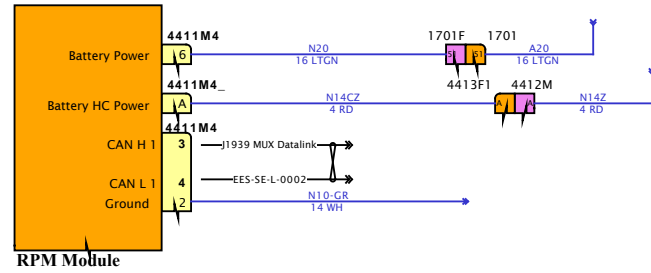 4411M4
1701F
1701
Battery Power
6
N20
16 LTGN
S1
S1
A20
16 LTGN
4411M4_
4413F1
4412M
Battery HC Power
A
N14CZ
4 RD
A
A
N14Z
4 RD
4411M4
CAN H 1
3
J1939 MUX Datalink
CAN L 1
4
EES-SE-L-0002
Ground
2
N10-GR
14 WH
RPM Module